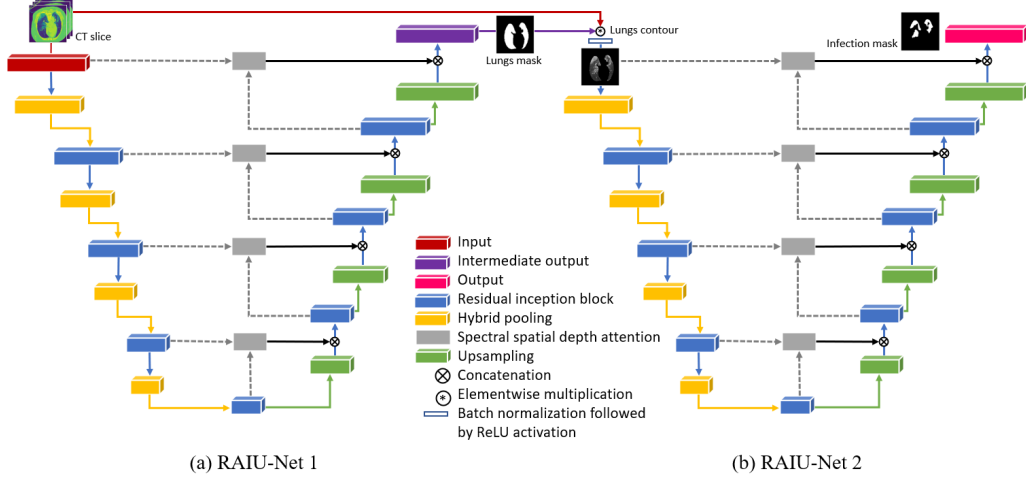 CT slice
Lungs mask
Lungs contour
Infection mask
Input
Intermediate output
Output
Residual inception block
Hybrid pooling
Spectral spatial depth attention
Upsampling
Concatenation
Elementwise multiplication
Batch normalization followed
by ReLU activation
(a) RAIU-Net 1
(b) RAIU-Net 2